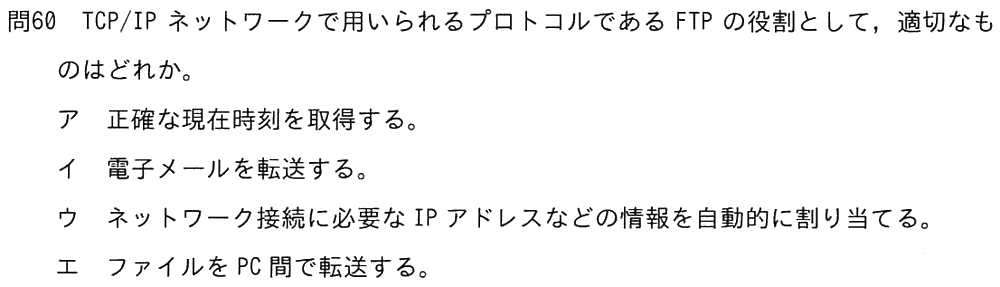 問60　TCP/IP ネットワークで用いられるプロトコルである FTP の役割として，適切なも
のはどれか。
ア　正確な現在時刻を取得する。
イ　電子メールを転送する。
ウ　ネットワーク接続に必要な IP アドレスなどの情報を自動的に割り当てる。
エ　ファイルを PC 間で転送する。